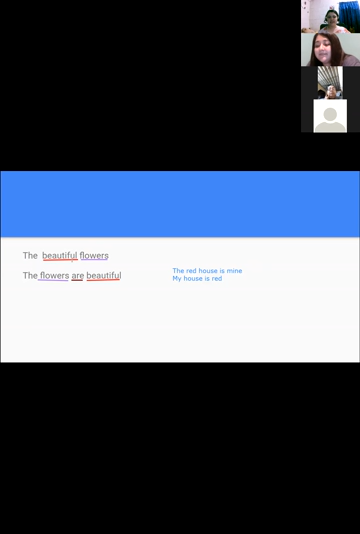 The beautiful flowers
The flowers are beautiful
The red house is mine
My house is red